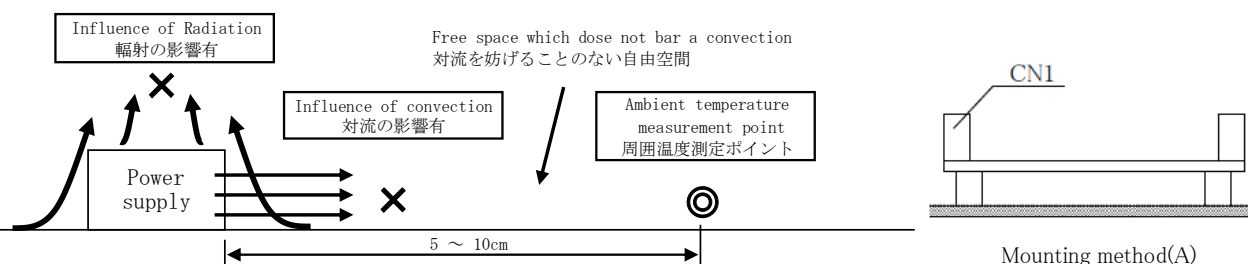 Influence of Radiation
輻射の影響有
Free space which dose not bar a convection
対流を妨げることのない自由空間
Influence of convection
対流の影響有
Ambient temperature
measurement point
周囲温度測定ポイント
Power
supply
5 ～ 10cm
CN1
Mounting method(A)